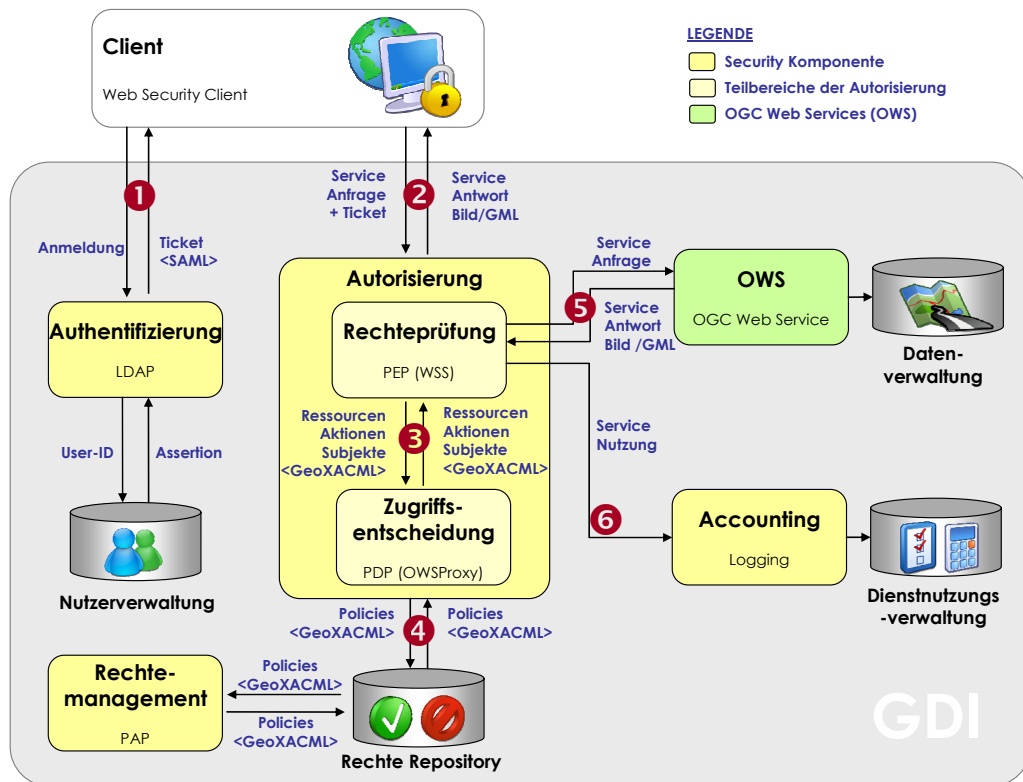 Client
Web Security Client
LEGENDE
Security Komponente
Teilbereiche der Autorisierung
OGC Web Services (OWS)
1
Anmeldung
Ticket
<SAML>
2
Service
Anfrage
+ Ticket
Service
Antwort
Bild/GML
Authentifizierung
LDAP
User-ID
Assertion
Nutzerverwaltung
Autorisierung
Rechteprüfung
PEP (WSS)
Ressourcen
Aktionen
Subjekte
<GeoXACML>
3
Ressourcen
Aktionen
Subjekte
<GeoXACML>
Zugriffs-
entscheidung
PDP (OWSProxy)
Service
Anfrage
5
Service
Antwort
Bild /GML
OWS
OGC Web Service
Daten-
verwaltung
Service
Nutzung
6
Accounting
Logging
Dienstnutzungs
-verwaltung
Policies
<GeoXACML>
4
Policies
<GeoXACML>
Rechte-
management
PAP
Policies
<GeoXACML>
Policies
<GeoXACML>
Rechte Repository
GDI